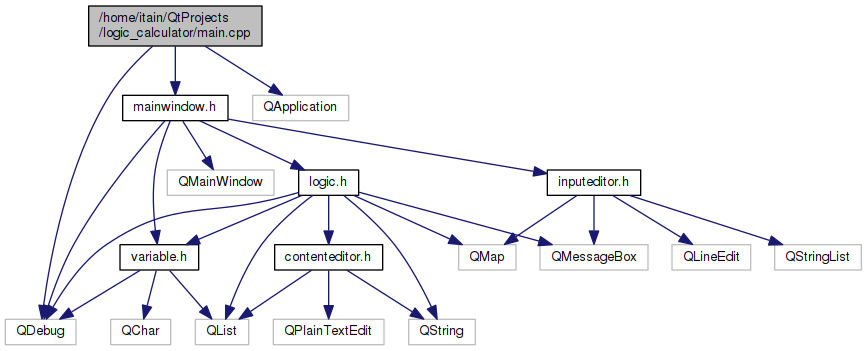 /home/itain/QtProjects
/logic_calculator/main.cpp
mainwindow.h
QApplication
QMainWindow
logic.h
inputeditor.h
variable.h
contenteditor.h
QMap
QMessageBox
QLineEdit
QStringList
QDebug
QChar
QList
QPlainTextEdit
QString